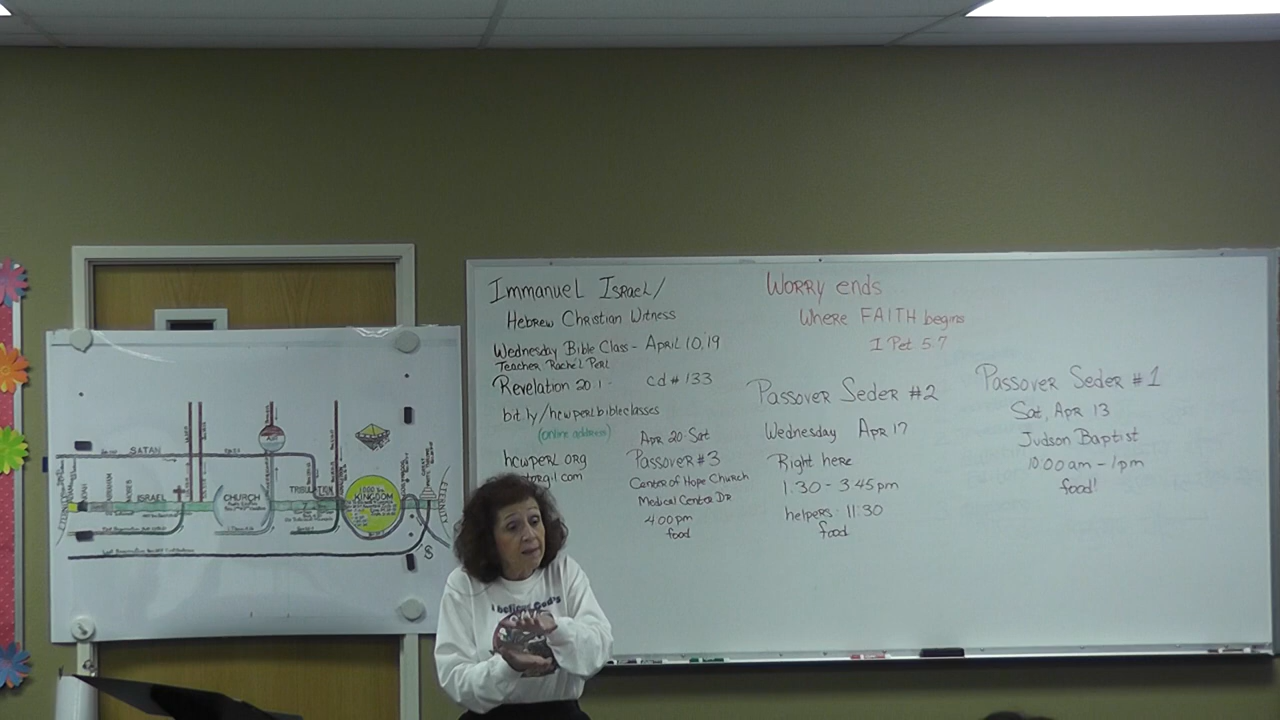 Immanuel Israel/
Hebrew Christian Witness
Wednesday Bible Class - April 10,'19
Teacher Rachel Perl
Revelation 20:1 - cd # 133
bit.ly/hcwperlbibleclasses
(online address)
hcwperl.org
Apr 20 Sat
Passover #3
Center of Hope Church
Medical Center Dr
4:00pm
food
Worry ends
Where FAITH begins
1 Pet 5:7
Passover Seder #2
Wednesday Apr 17
Right here
1:30 - 3:45pm
helpers 11:30
food
Passover Seder #1
Sat, Apr 13
Judson Baptist
10:00am - 1pm
food!
SATAN
ISRAEL
CHURCH
KINGDOM
I believe God's